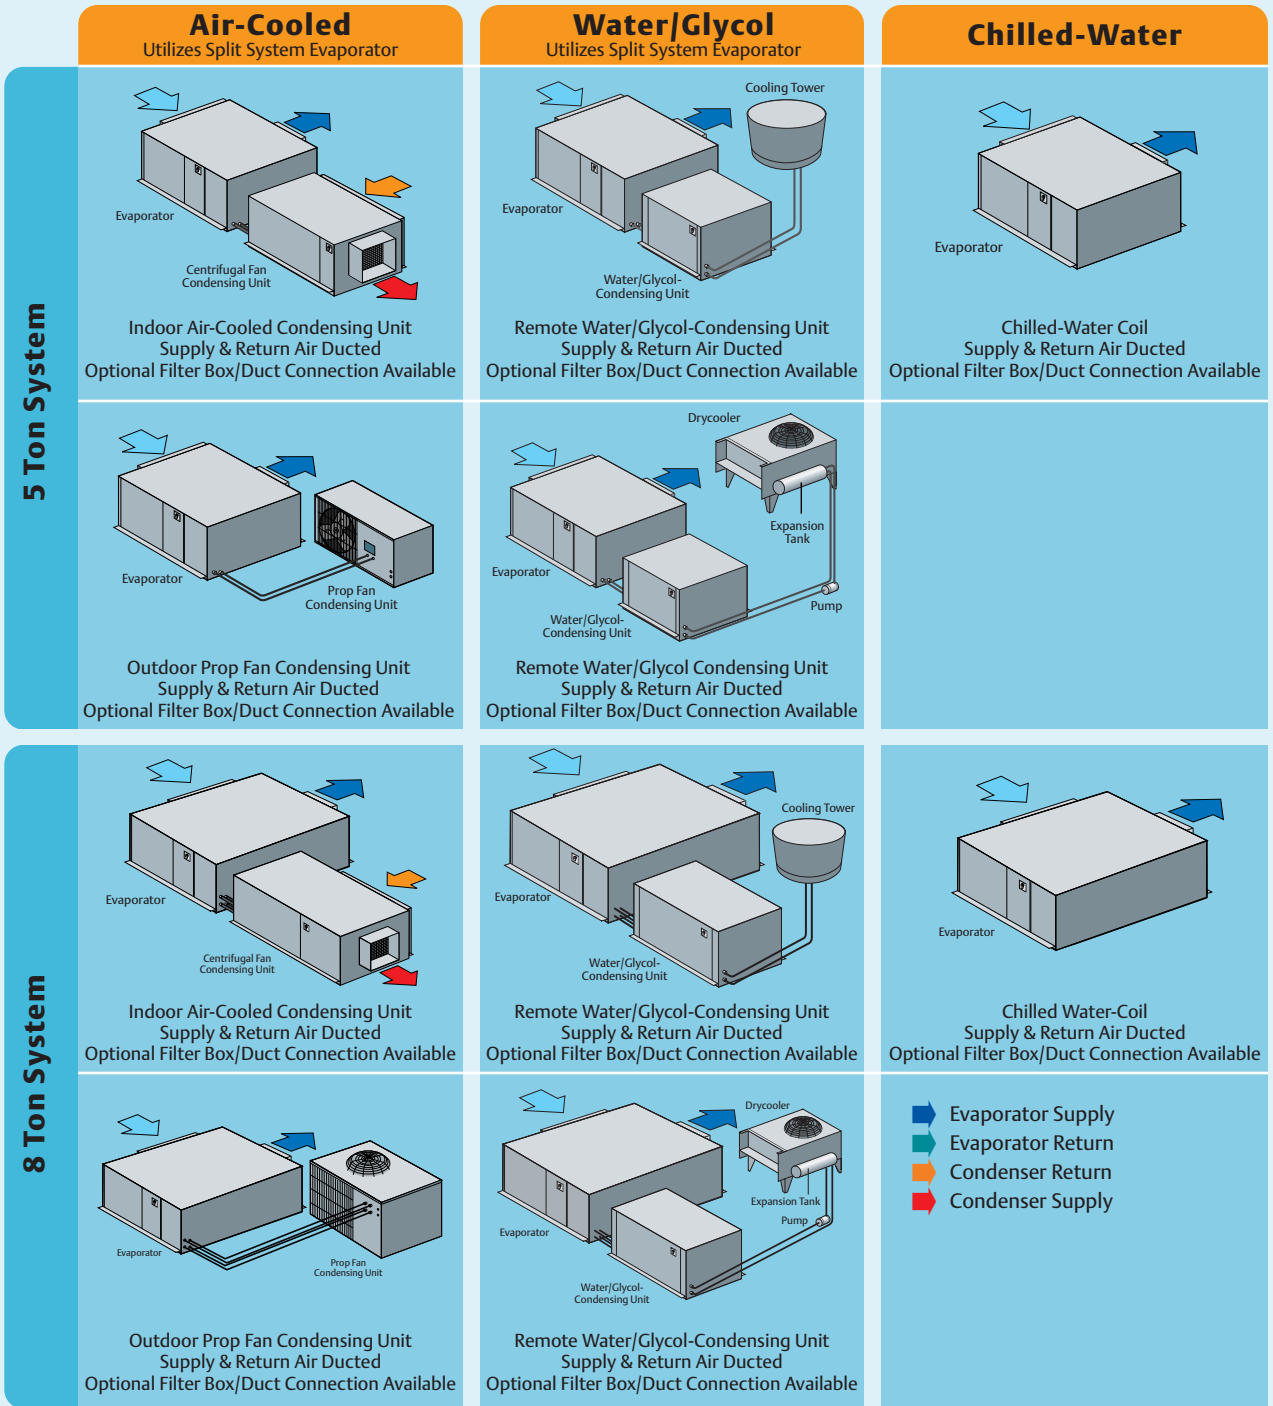 Air-Cooled
Utilizes Split System Evaporator
Water/Glycol
Utilizes Split System Evaporator
Chilled-Water
5 Ton System
Evaporator
Centrifugal Fan
Condensing Unit
Indoor Air-Cooled Condensing Unit
Supply & Return Air Ducted
Optional Filter Box/Duct Connection Available
Cooling Tower
Evaporator
Water/Glycol-
Condensing Unit
Remote Water/Glycol-Condensing Unit
Supply & Return Air Ducted
Optional Filter Box/Duct Connection Available
Evaporator
Chilled-Water Coil
Supply & Return Air Ducted
Optional Filter Box/Duct Connection Available
Evaporator
Prop Fan
Condensing Unit
Outdoor Prop Fan Condensing Unit
Supply & Return Air Ducted
Optional Filter Box/Duct Connection Available
Drycooler
Expansion
Tank
Evaporator
Pump
Water/Glycol-
Condensing Unit
Remote Water/Glycol Condensing Unit
Supply & Return Air Ducted
Optional Filter Box/Duct Connection Available
8 Ton System
Evaporator
Centrifugal Fan
Condensing Unit
Indoor Air-Cooled Condensing Unit
Supply & Return Air Ducted
Optional Filter Box/Duct Connection Available
Cooling Tower
Evaporator
Water/Glycol-
Condensing Unit
Remote Water/Glycol-Condensing Unit
Supply & Return Air Ducted
Optional Filter Box/Duct Connection Available
Evaporator
Chilled Water-Coil
Supply & Return Air Ducted
Optional Filter Box/Duct Connection Available
Evaporator
Prop Fan
Condensing Unit
Outdoor Prop Fan Condensing Unit
Supply & Return Air Ducted
Optional Filter Box/Duct Connection Available
Drycooler
Expansion Tank
Pump
Evaporator
Water/Glycol-
Condensing Unit
Remote Water/Glycol-Condensing Unit
Supply & Return Air Ducted
Optional Filter Box/Duct Connection Available
Evaporator Supply
Evaporator Return
Condenser Return
Condenser Supply